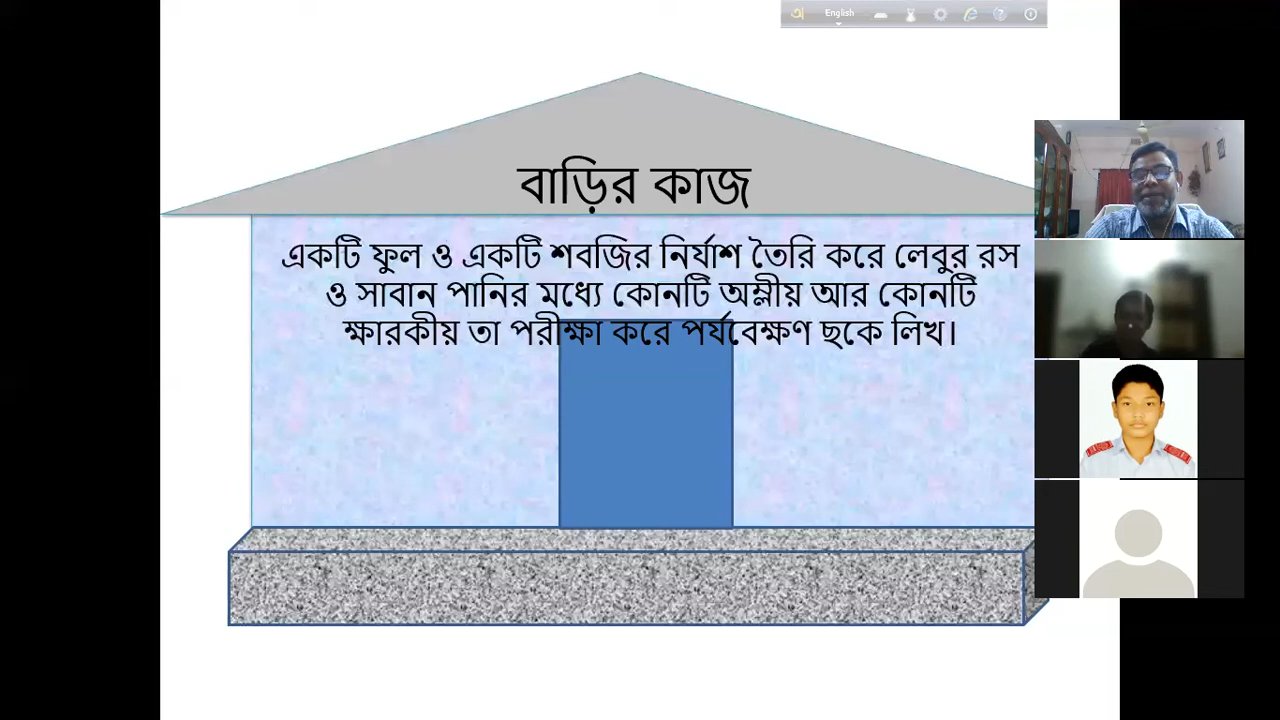 অ English
বাড়ির কাজ
একটি ফুল ও একটি শবজির নির্যাশ তৈরি করে লেবুর রস
ও সাবান পানির মধ্যে কোনটি অম্লীয় আর কোনটি
ক্ষারকীয় তা পরীক্ষা করে পর্যবেক্ষণ ছকে লিখ।